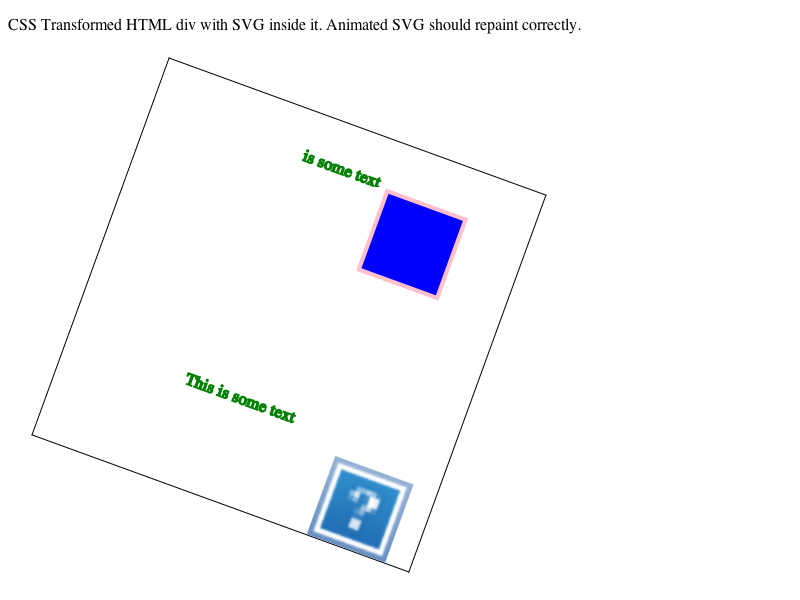 CSS Transformed HTML div with SVG inside it. Animated SVG should repaint correctly.
is some text
This is some text
?